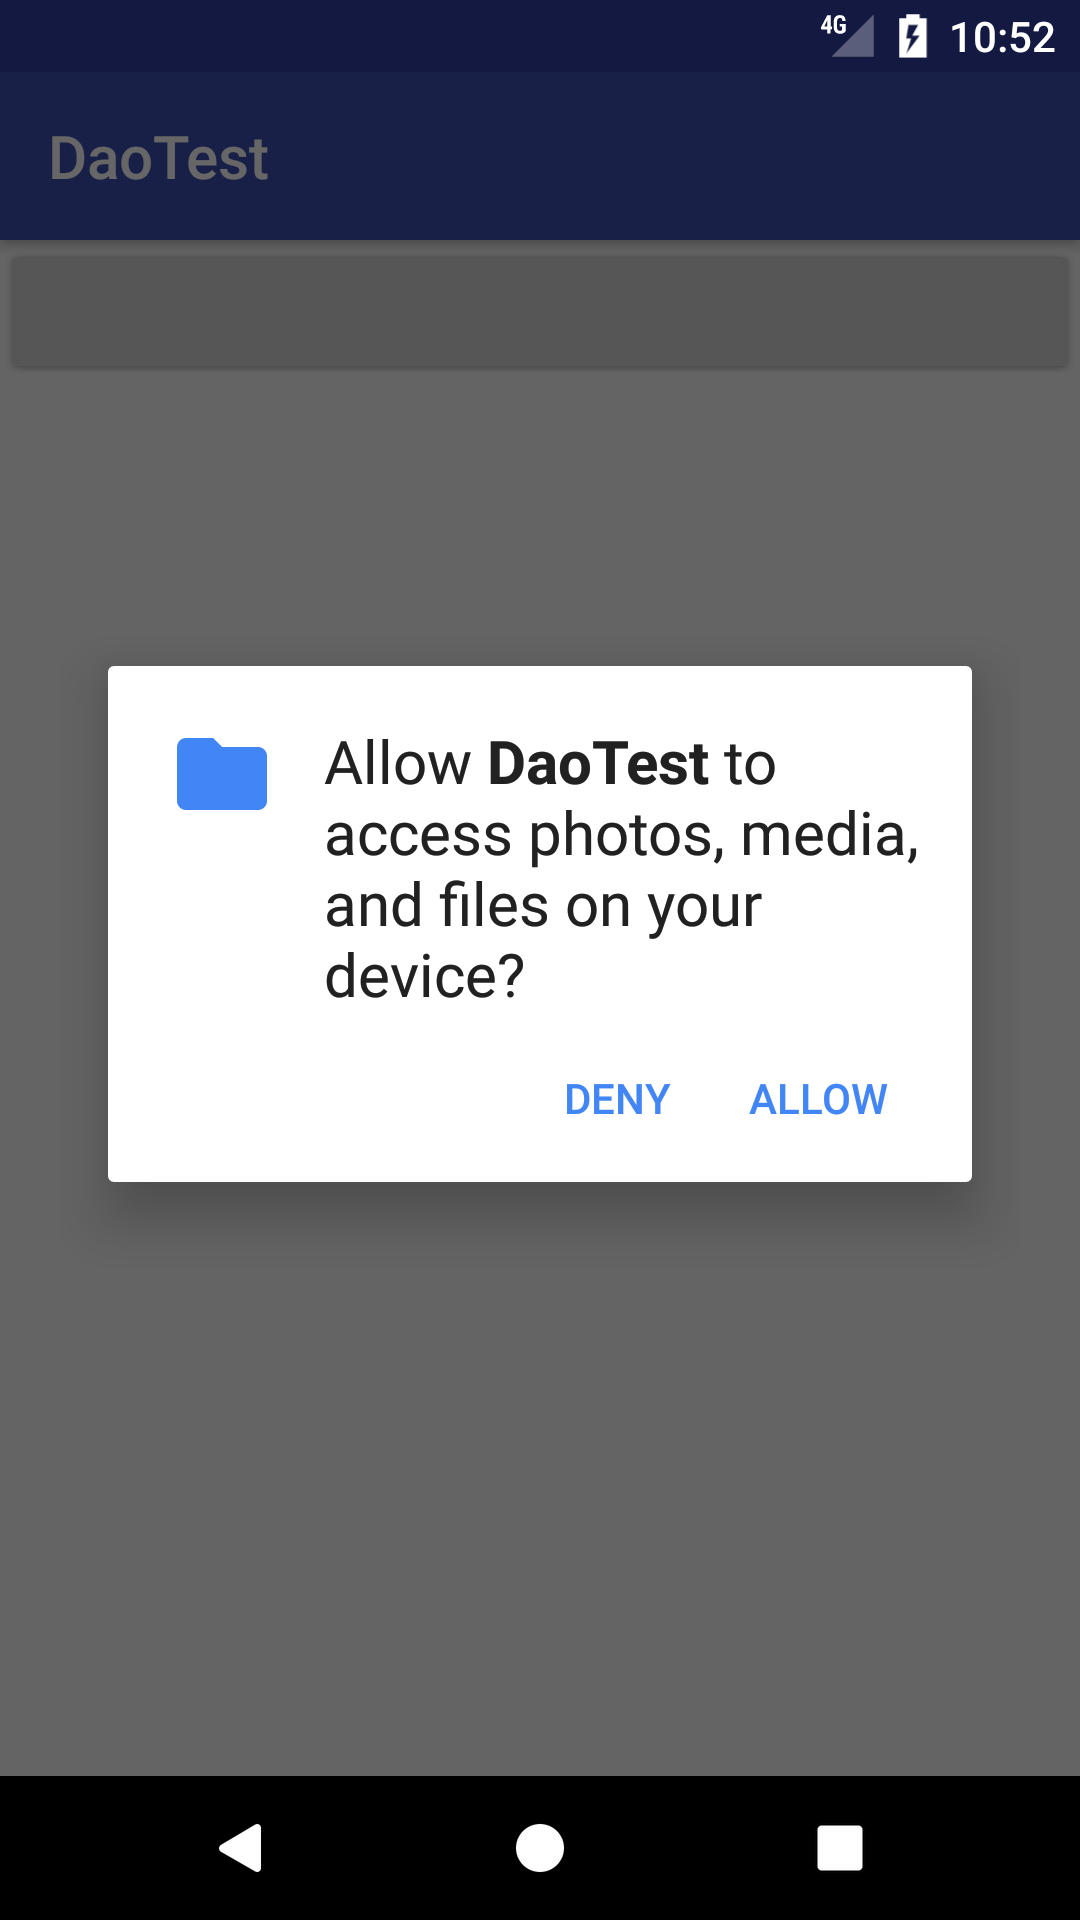 4G 10:52
DaoTest
Allow DaoTest to
access photos, media,
and files on your
device?
DENY ALLOW